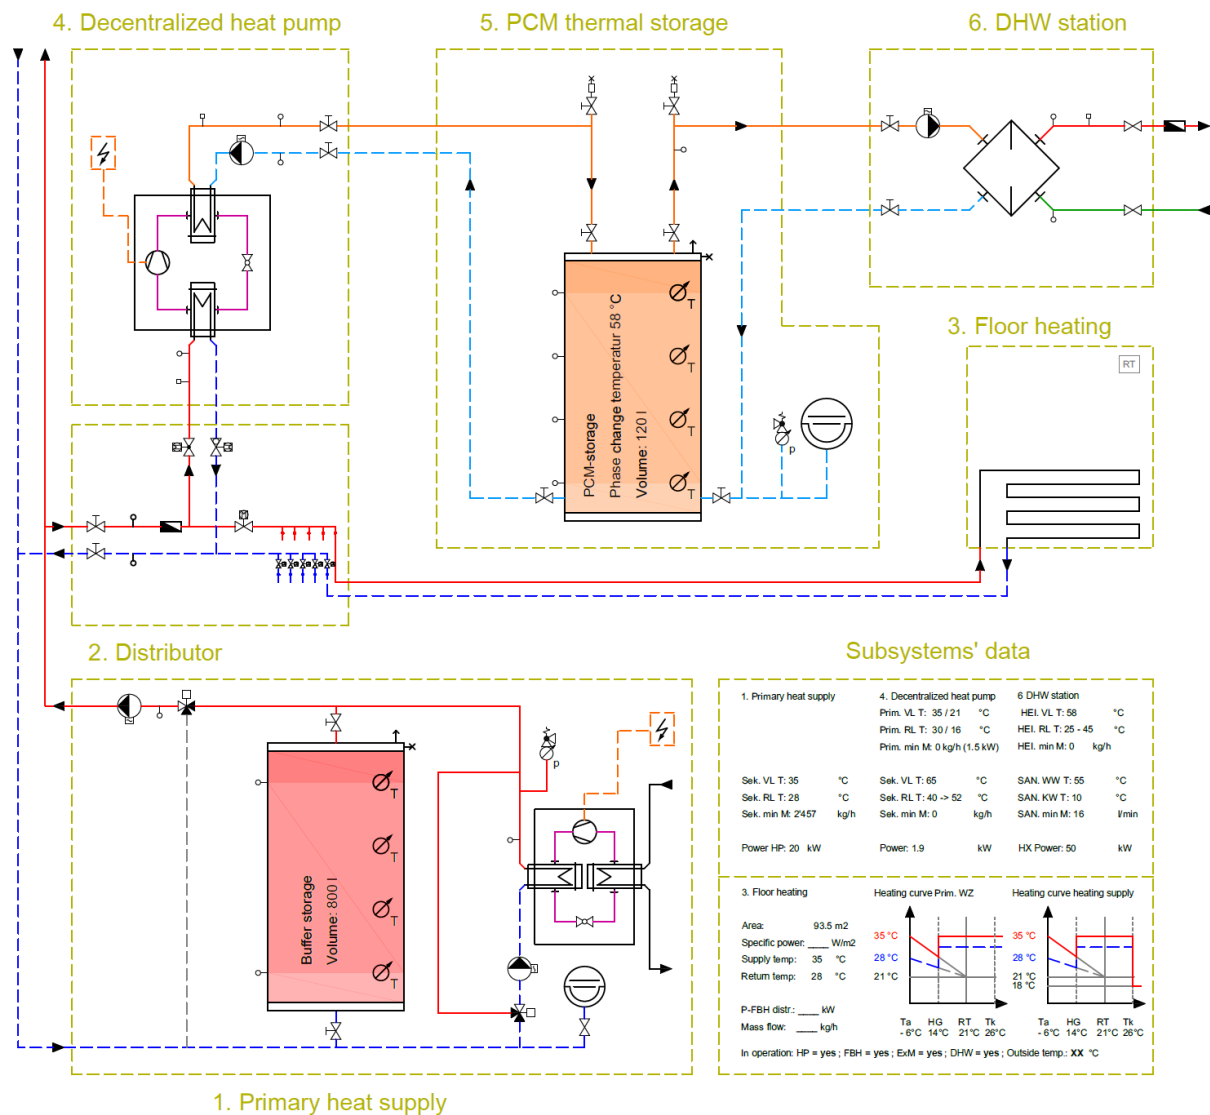 4. Decentralized heat pump
5. PCM thermal storage
6. DHW station
3. Floor heating
RT
PCM-storage
Phase change temperatur 58 °C
Volume: 120 l
T
T
T
T
p
2. Distributor
Subsystems' data
Buffer storage
Volume: 800 l
T
T
T
T
p
1. Primary heat supply
1. Primary heat supply
Sek. VL T: 35 °C
Sek. RL T: 28 °C
Sek. min M: 2'457 kg/h
Power HP: 20 kW
4. Decentralized heat pump
Prim. VL T: 35 / 21 °C
Prim. RL T: 30 / 16 °C
Prim. min M: 0 kg/h (1.5 kW)
Sek. VL T: 65 °C
Sek. RL T: 40 -> 52 °C
Sek. min M: 0 kg/h
Power: 1.9 kW
6 DHW station
HEI. VL T: 58 °C
HEI. RL T: 25 - 45 °C
HEI. min M: 0 kg/h
SAN. WW T: 55 °C
SAN. KW T: 10 °C
SAN. min M: 16 l/min
HX Power: 50 kW
3. Floor heating
Area: 93.5 m2
Specific power: ____ W/m2
Supply temp: 35 °C
Return temp: 28 °C
P-FBH distr.: ____ kW
Mass flow: ____ kg/h
Heating curve Prim. WZ
35 °C
28 °C
21 °C
Ta HG RT Tk
- 6°C 14°C 21°C 26°C
Heating curve heating supply
35 °C
28 °C
21 °C
18 °C
Ta HG RT Tk
- 6°C 14°C 21°C 26°C
In operation: HP = yes ; FBH = yes ; ExM = yes ; DHW = yes ; Outside temp.: XX °C